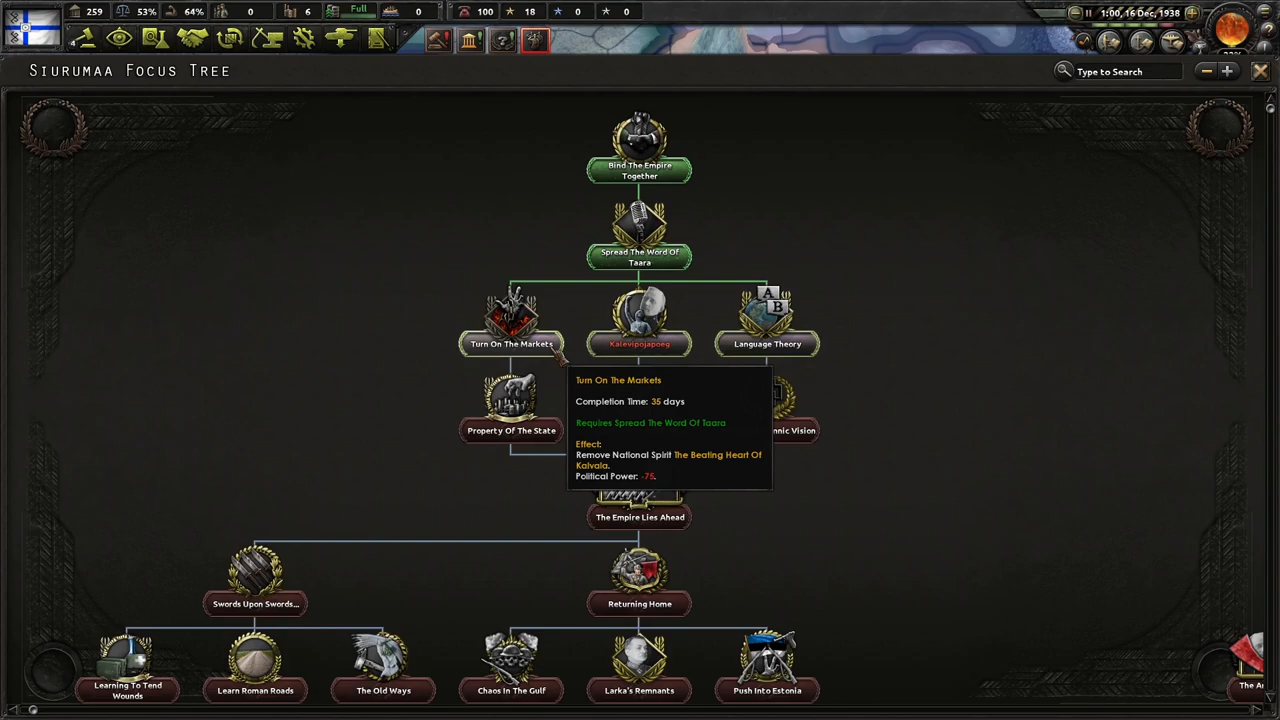 259 53% 64% 0 6 Full 0 100 18 0 0 1:00, 16 Dec, 1938
4
SIURUMAA FOCUS TREE
Type to Search
Bind The Empire
Together
Spread The Word Of
Taara
A
B
Turn On The Markets Kalevipojapoeg Language Theory
Turn On The Markets
Completion Time: 35 days
Requires Spread The Word Of Taara
Effect:
Remove National Spirit The Beating Heart Of
Kalvala.
Political Power: -75.
Property Of The State nnic Vision
The Empire Lies Ahead
Swords Upon Swords... Returning Home
Learning To Tend
Wounds
Learn Roman Roads The Old Ways Chaos In The Gulf Larka's Remnants Push Into Estonia The A